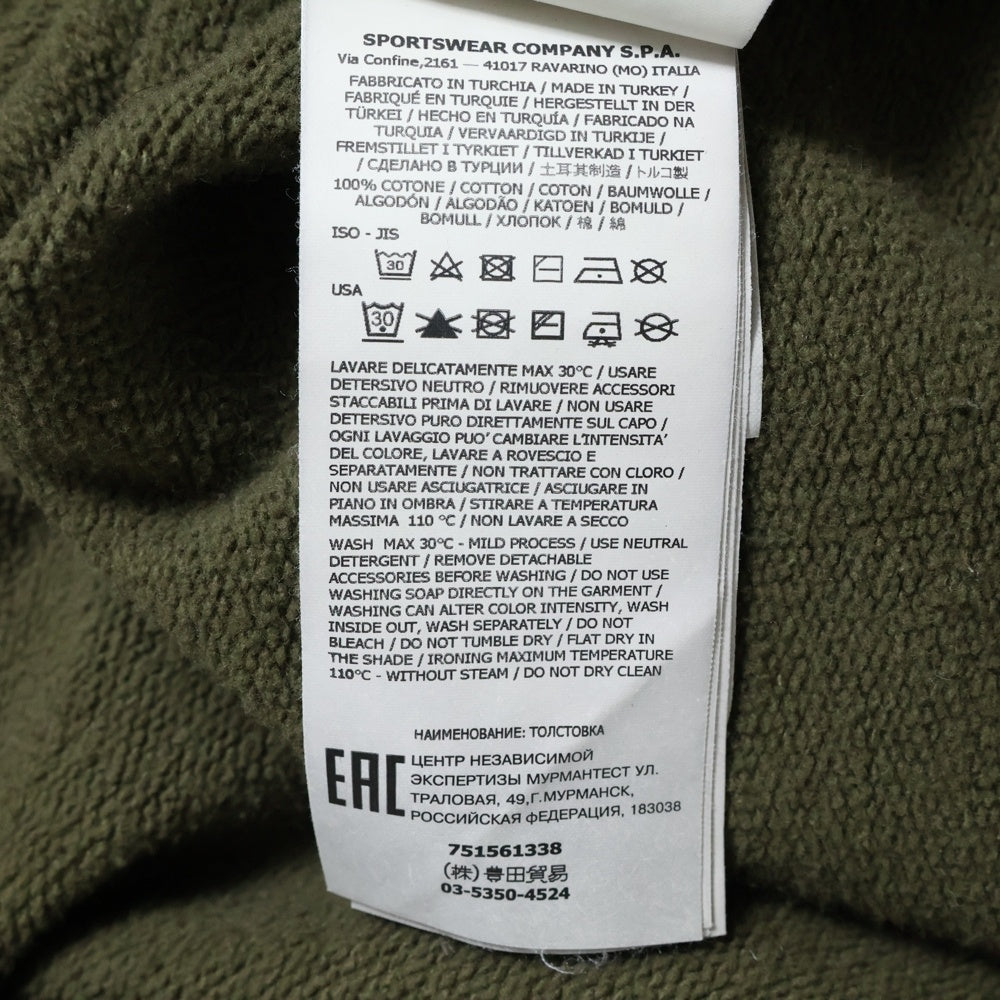 SPORTSWEAR COMPANY S.P.A.
Via Confine,2161 — 41017 RAVARINO (MO) ITALIA
FABBRICATO IN TURCHIA / MADE IN TURKEY /
FABRIQUÉ EN TURQUIE / HERGESTELLT IN DER
TÜRKEI / HECHO EN TURQUÍA / FABRICADO NA
TURQUIA / VERVAARDIGD IN TURKIJE /
FREMSTILLET I TYRKIET / TILLVERKAD I TURKIET
/ СДЕЛАНО В ТУРЦИИ / 土耳其制造 / トルコ製
100% COTONE / COTTON / COTON / BAUMWOLLE /
ALGODÓN / ALGODÃO / KATOEN / BOMULD /
BOMULL / ХЛОПОК / 棉 / 綿
ISO - JIS
30
USA
30
LAVARE DELICATAMENTE MAX 30°C / USARE
DETERSIVO NEUTRO / RIMUOVERE ACCESSORI
STACCABILI PRIMA DI LAVARE / NON USARE
DETERSIVO PURO DIRETTAMENTE SUL CAPO /
OGNI LAVAGGIO PUO' CAMBIARE L'INTENSITA'
DEL COLORE, LAVARE A ROVESCIO E
SEPARATAMENTE / NON TRATTARE CON CLORO /
NON USARE ASCIUGATRICE / ASCIUGARE IN
PIANO IN OMBRA / STIRARE A TEMPERATURA
MASSIMA 110 °C / NON LAVARE A SECCO
WASH MAX 30°C - MILD PROCESS / USE NEUTRAL
DETERGENT / REMOVE DETACHABLE
ACCESSORIES BEFORE WASHING / DO NOT USE
WASHING SOAP DIRECTLY ON THE GARMENT /
WASHING CAN ALTER COLOR INTENSITY, WASH
INSIDE OUT, WASH SEPARATELY / DO NOT
BLEACH / DO NOT TUMBLE DRY / FLAT DRY IN
THE SHADE / IRONING MAXIMUM TEMPERATURE
110°C - WITHOUT STEAM / DO NOT DRY CLEAN
НАИМЕНОВАНИЕ: ТОЛСТОВКА
EAC
ЦЕНТР НЕЗАВИСИМОЙ
ЭКСПЕРТИЗЫ МУРМАНТЕСТ УЛ.
ТРАЛОВАЯ, 49,Г.МУРМАНСК,
РОССИЙСКАЯ ФЕДЕРАЦИЯ, 183038
751561338
(株)豊田貿易
03-5350-4524